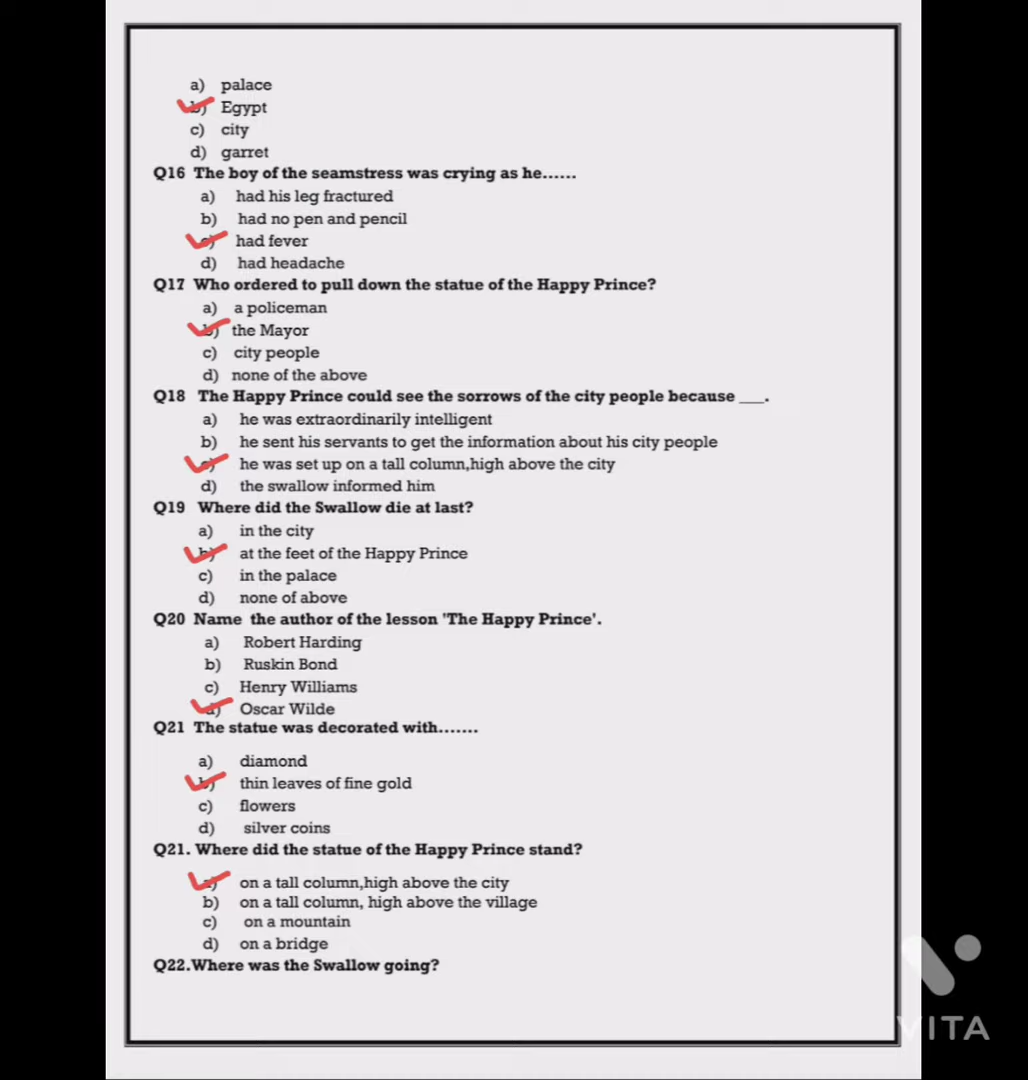 a) palace
b) Egypt
c) city
d) garret
Q16 The boy of the seamstress was crying as he......
a) had his leg fractured
b) had no pen and pencil
c) had fever
d) had headache
Q17 Who ordered to pull down the statue of the Happy Prince?
a) a policeman
b) the Mayor
c) city people
d) none of the above
Q18 The Happy Prince could see the sorrows of the city people because ___.
a) he was extraordinarily intelligent
b) he sent his servants to get the information about his city people
c) he was set up on a tall column,high above the city
d) the swallow informed him
Q19 Where did the Swallow die at last?
a) in the city
b) at the feet of the Happy Prince
c) in the palace
d) none of above
Q20 Name the author of the lesson 'The Happy Prince'.
a) Robert Harding
b) Ruskin Bond
c) Henry Williams
d) Oscar Wilde
Q21 The statue was decorated with.......
a) diamond
b) thin leaves of fine gold
c) flowers
d) silver coins
Q21. Where did the statue of the Happy Prince stand?
a) on a tall column,high above the city
b) on a tall column, high above the village
c) on a mountain
d) on a bridge
Q22.Where was the Swallow going?
VITA